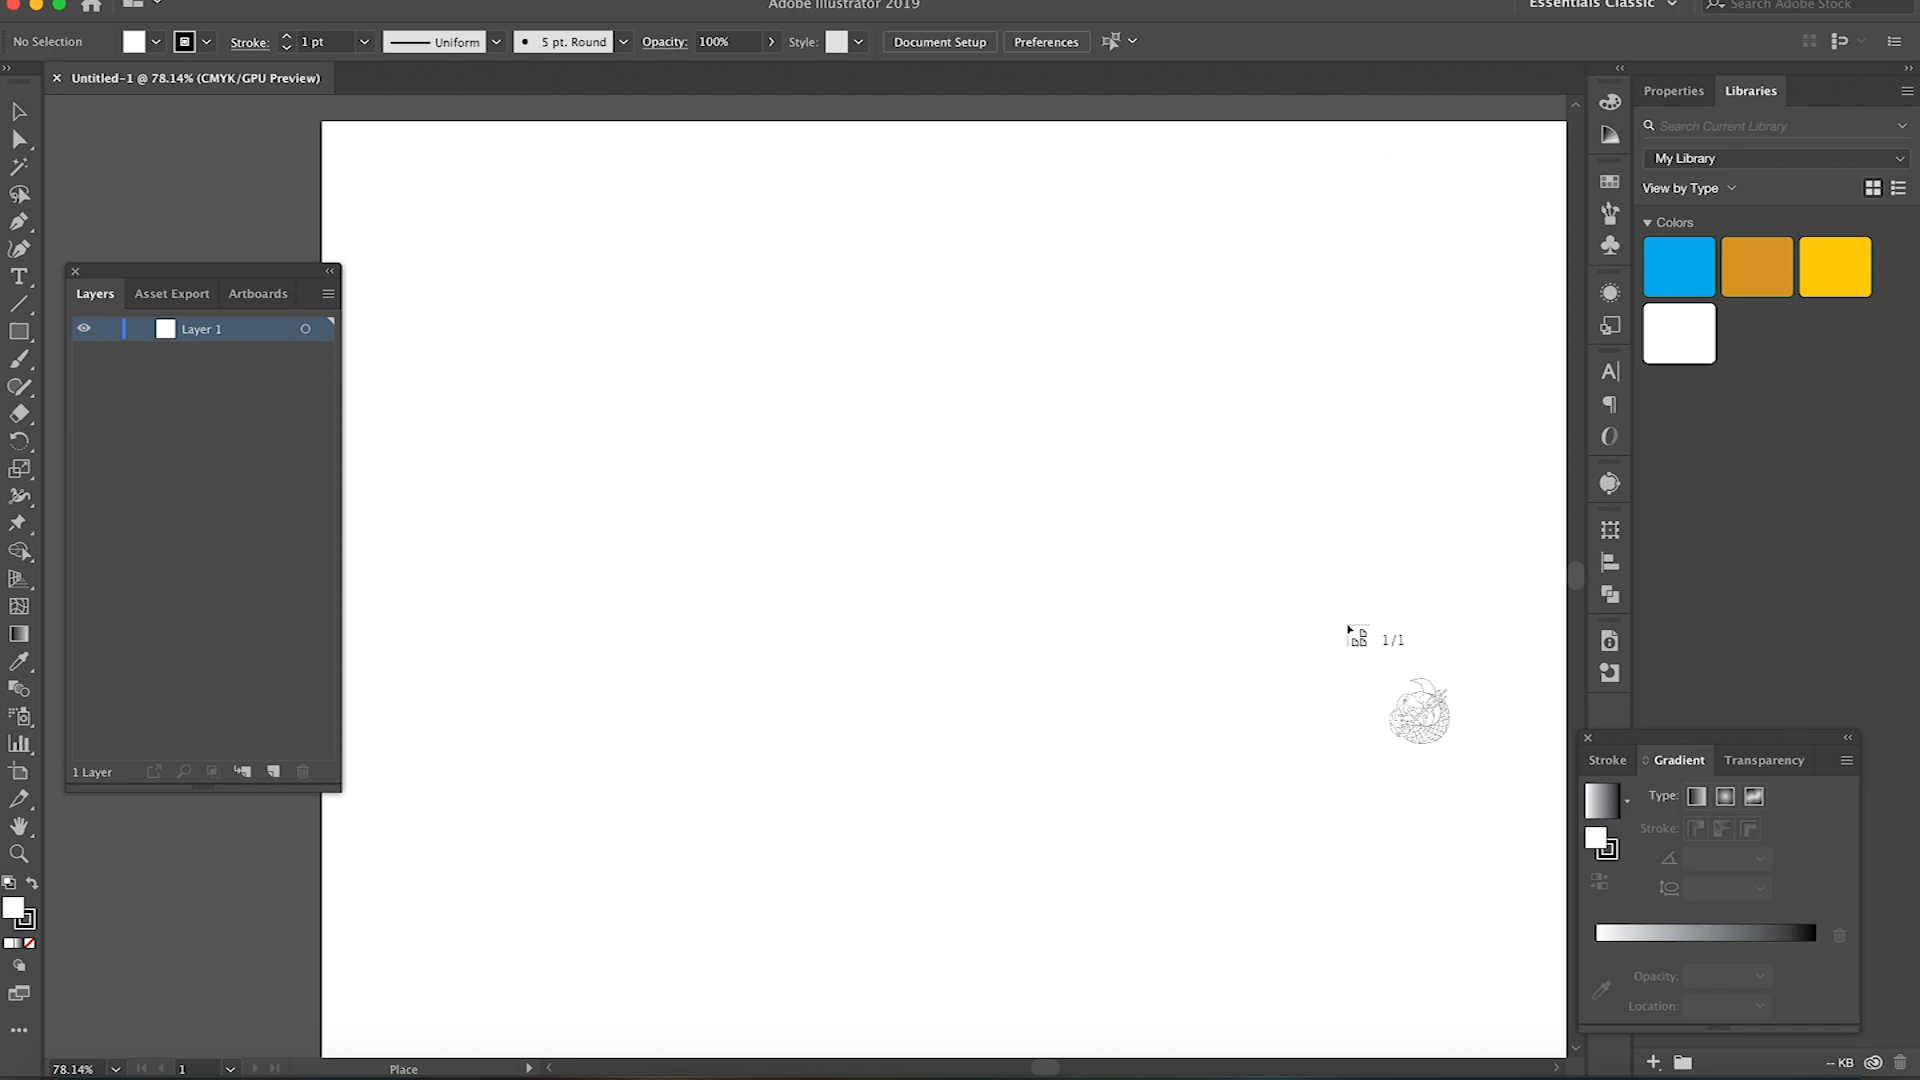 Adobe Illustrator 2019
Essentials Classic
Search Adobe Stock
No Selection
Stroke:
1 pt
Uniform
5 pt. Round
Opacity:
100%
Style:
Document Setup
Preferences
Untitled-1 @ 78.14% (CMYK/GPU Preview)
Properties
Libraries
Search Current Library
My Library
View by Type
Colors
Layers
Asset Export
Artboards
Layer 1
1/1
1 Layer
Stroke
Gradient
Transparency
Type:
Stroke:
Opacity:
Location:
78.14%
1
Place
-- KB